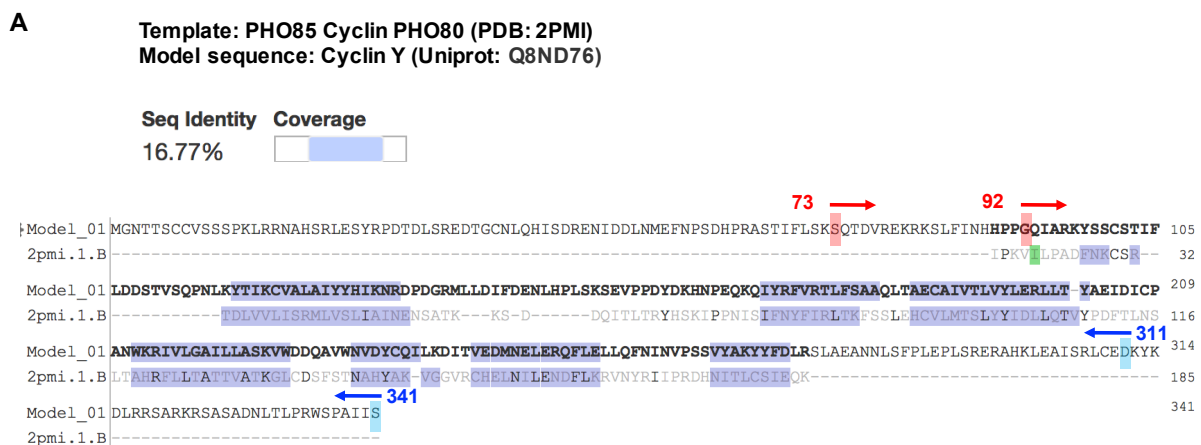 A
Template: PHO85 Cyclin PHO80 (PDB: 2PMI)
Model sequence: Cyclin Y (Uniprot: Q8ND76)
Seq Identity Coverage
16.77%
73 92
Model_01 MGNTTSCCVSSSPKLRRNAHSRLESYRPDTDLSREDTGCNLQHISDRENIDDLNMEFNPSDHPRASTIFLSKSQTDVREKRKSLFINHHPPGQIARKYSSCSTIF 105
2pmi.1.B ----------------------------------------------------------------------------------------IPKVILPADFNKCSR-- 32
Model_01 LDDSTVSQPNLKYTIKCVALAIYYHIKNRDPDGRMLLDIFDENLHPLSKSEVPPDYDKHNPEQKQIYRFVRTLFSAAQLTAECAIVTLVYLERLLT-YAEIDICP 209
2pmi.1.B -----------TDLVVLISRMLVSLIAINENSATK--KS-D-------DQITLTRYHSKIPPNISIFNYFIRLTKFSSLEHCVLMTSLYYIDLLQTVYPDFTLNS 116
311
Model_01 ANWKRIVLGAILLASKVWDDQAVWNVDYCQILKDITVEDMNELERQFLELLQFNINVPSSVYAKYYFDLRSLAEANNLSFPLEPLSRERAHKLEAISRLCEDKYK 314
2pmi.1.B LTAHRFLLTATTVATKGLCDSFSTNAHYAK-VGGVRCHELNILENDFLKRVNYRIIPRDHNITLCSIEQK----------------------------------- 185
341
Model_01 DLRRSARKRSASADNLTLPRWSPAIIS 341
2pmi.1.B ---------------------------